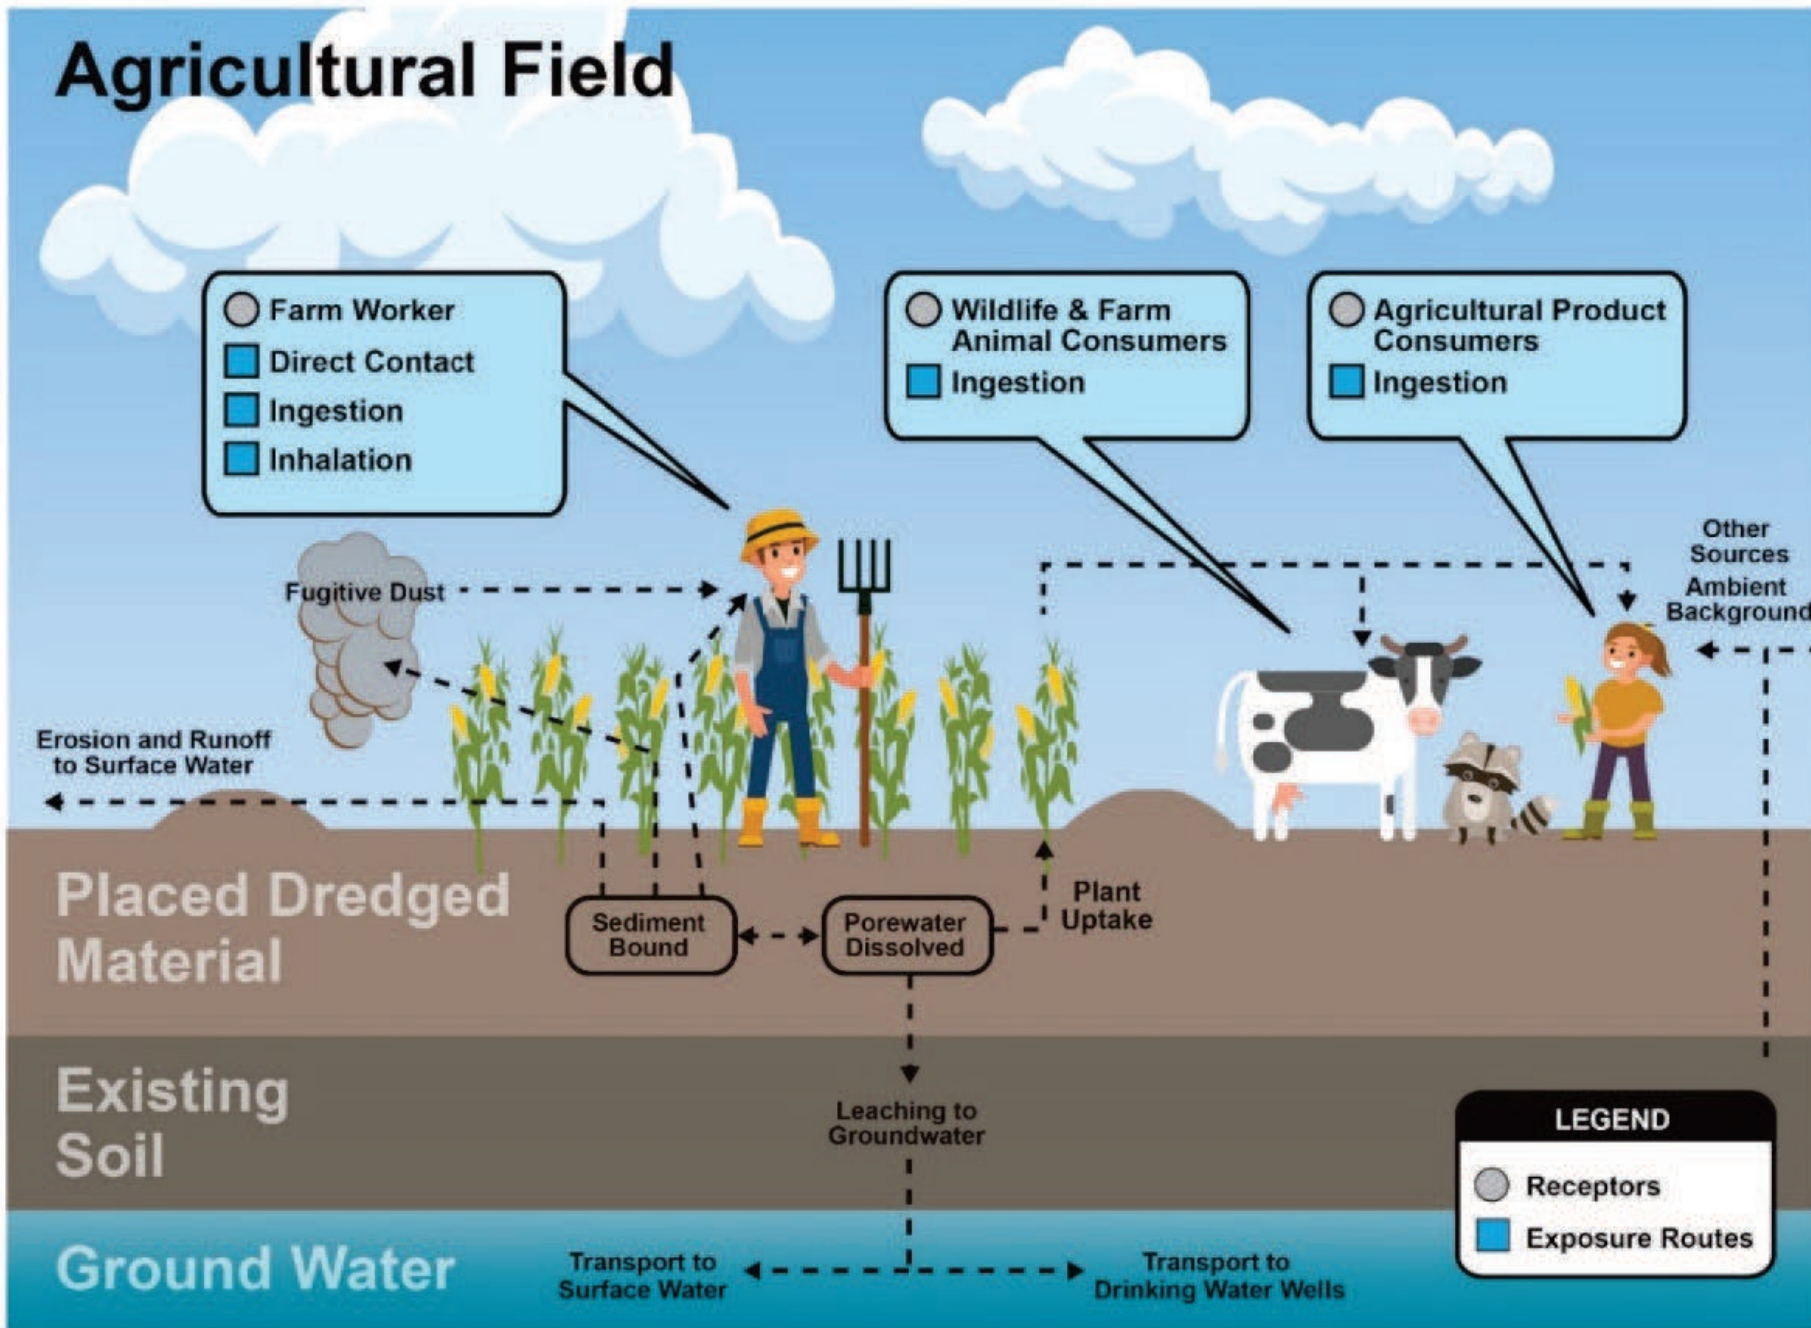 Agricultural Field
Farm Worker
Direct Contact
Ingestion
Inhalation
Wildlife & Farm
Animal Consumers
Ingestion
Agricultural Product
Consumers
Ingestion
Other
Sources
Ambient
Background
Fugitive Dust
Erosion and Runoff
to Surface Water
Placed Dredged
Material
Sediment
Bound
Porewater
Dissolved
Plant
Uptake
Existing
Soil
Leaching to
Groundwater
LEGEND
Receptors
Exposure Routes
Ground Water
Transport to
Surface Water
Transport to
Drinking Water Wells